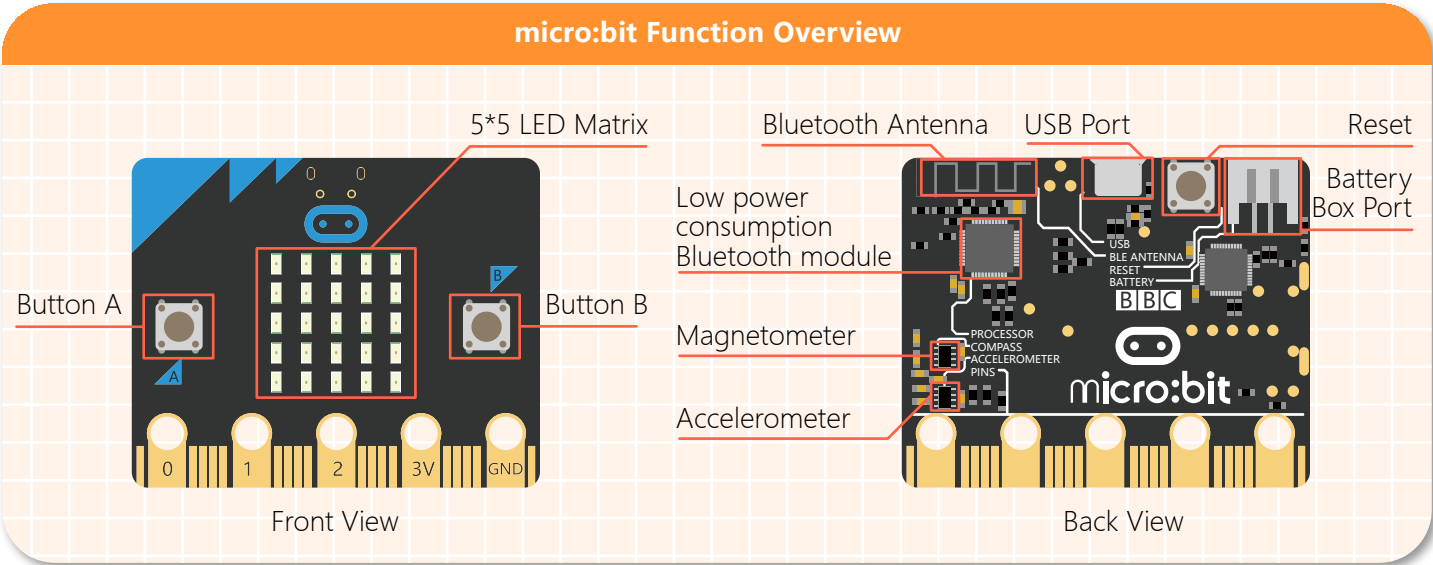 micro:bit Function Overview
5*5 LED Matrix
Button A
Button B
A
B
0
0
0
1
2
3V
GND
Front View
Bluetooth Antenna
USB Port
Reset
Battery
Box Port
Low power
consumption
Bluetooth module
Magnetometer
Accelerometer
USB
BLE ANTENNA
RESET
BATTERY
BBC
PROCESSOR
COMPASS
ACCELEROMETER
PINS
micro:bit
Back View